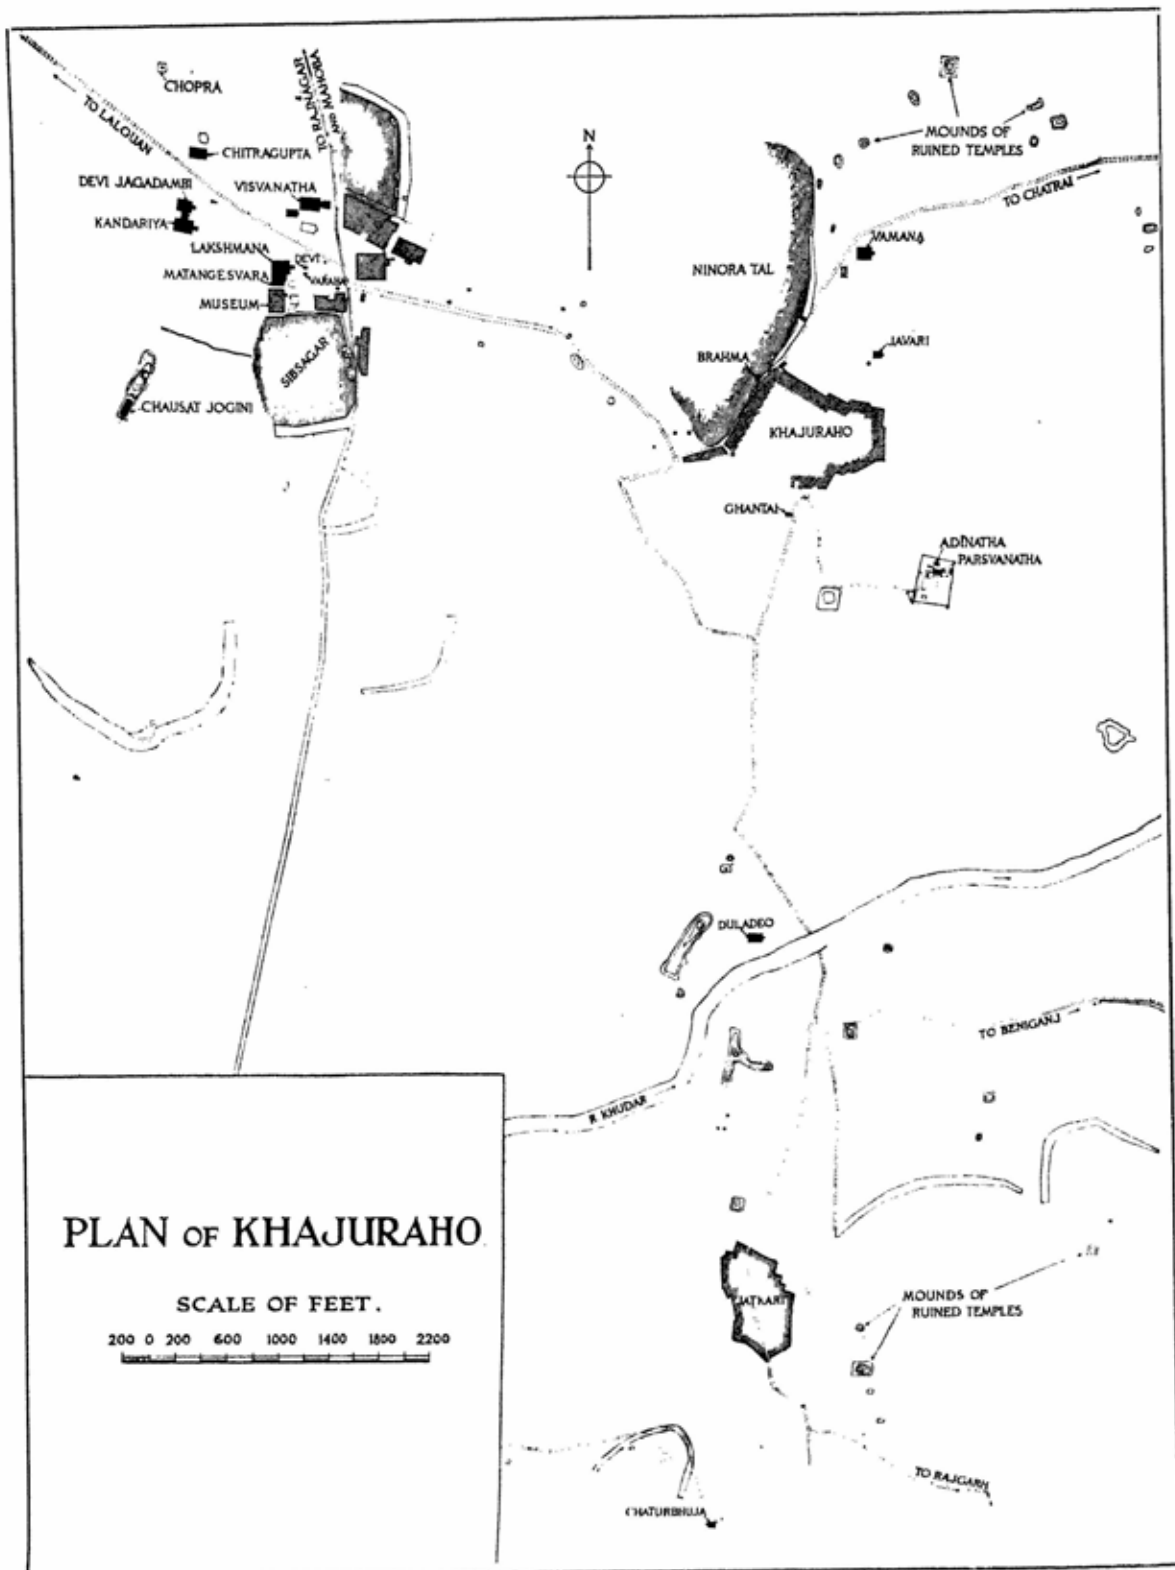 CHOPRA
TO LALQUAN
TO RAJNAGAR
AND MAHOBA
CHITRAGUPTA
DEVI JAGADAMBI
VISVANATHA
KANDARIYA
LAKSHMANA
DEVI
MATANGESVARA
VARAHA
MUSEUM
SIBSAGAR
CHAUSAT JOGINI
N
MOUNDS OF
RUINED TEMPLES
TO CHATRAI
VAMANA
NINORA TAL
JAVARI
BRAHMA
KHAJURAHO
GHANTAI
ADINATHA
PARSVANATHA
DULADEO
TO BENIGANJ
R KHUDAR
JATKARI
MOUNDS OF
RUINED TEMPLES
TO RAJGARH
CHATURBHUJA
PLAN OF KHAJURAHO
SCALE OF FEET.
200 0 200 600 1000 1400 1800 2200